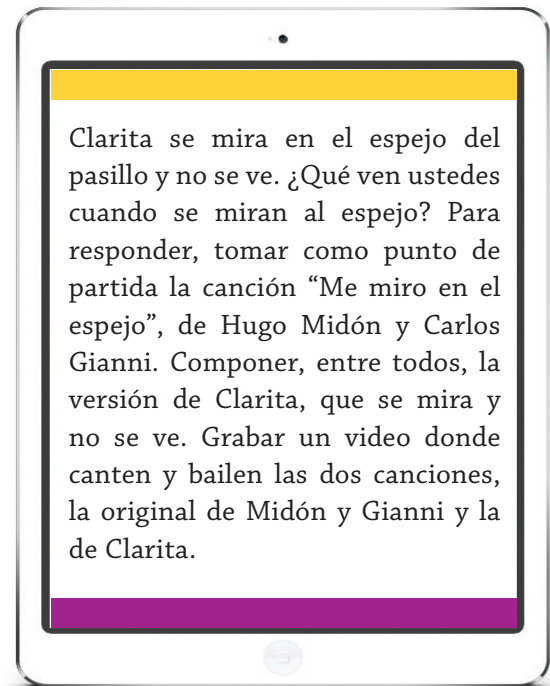 Clarita se mira en el espejo del
pasillo y no se ve. ¿Qué ven ustedes
cuando se miran al espejo? Para
responder, tomar como punto de
partida la canción “Me miro en el
espejo”, de Hugo Midón y Carlos
Gianni. Componer, entre todos, la
versión de Clarita, que se mira y
no se ve. Grabar un video donde
canten y bailen las dos canciones,
la original de Midón y Gianni y la
de Clarita.